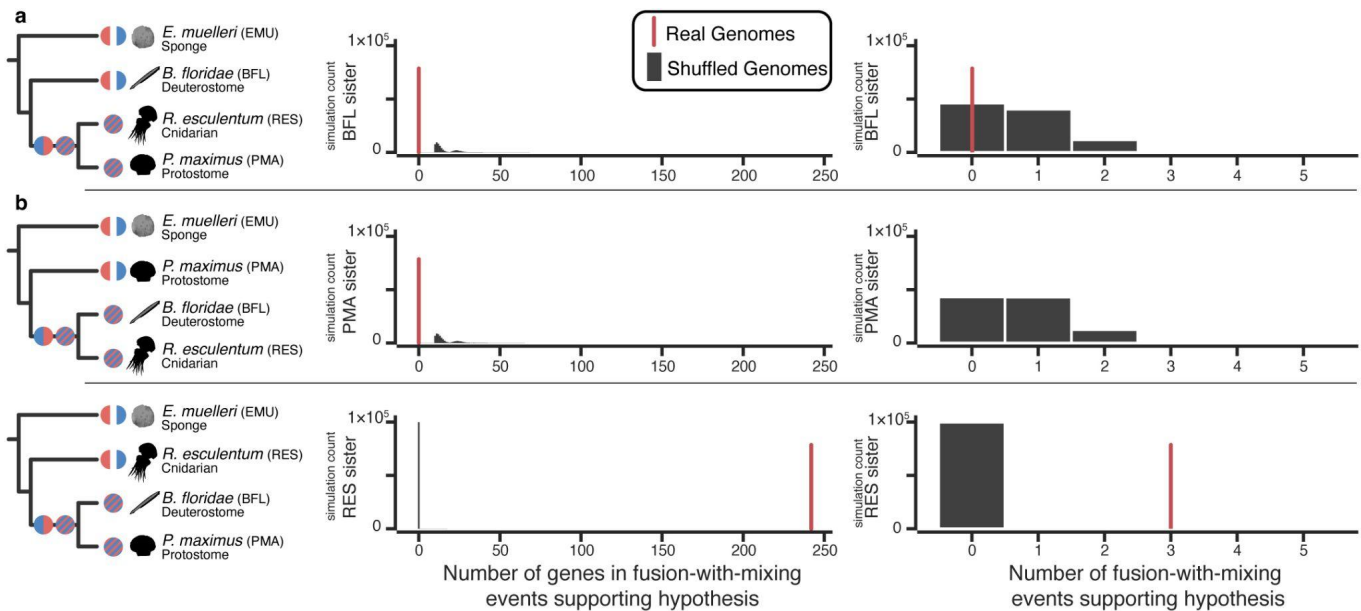 a
E. muelleri (EMU)
Sponge
B. floridae (BFL)
Deuterostome
R. esculentum (RES)
Cnidarian
P. maximus (PMA)
Protostome
simulation count
BFL sister
1×10⁵
0
0 50 100 150 200 250
Real Genomes
Shuffled Genomes
simulation count
BFL sister
1×10⁵
0
0 1 2 3 4 5
b
E. muelleri (EMU)
Sponge
P. maximus (PMA)
Protostome
B. floridae (BFL)
Deuterostome
R. esculentum (RES)
Cnidarian
simulation count
PMA sister
1×10⁵
0
0 50 100 150 200 250
simulation count
PMA sister
1×10⁵
0
0 1 2 3 4 5
E. muelleri (EMU)
Sponge
R. esculentum (RES)
Cnidarian
B. floridae (BFL)
Deuterostome
P. maximus (PMA)
Protostome
simulation count
RES sister
1×10⁵
0
0 50 100 150 200 250
Number of genes in fusion-with-mixing
events supporting hypothesis
simulation count
RES sister
1×10⁵
0
0 1 2 3 4 5
Number of fusion-with-mixing
events supporting hypothesis